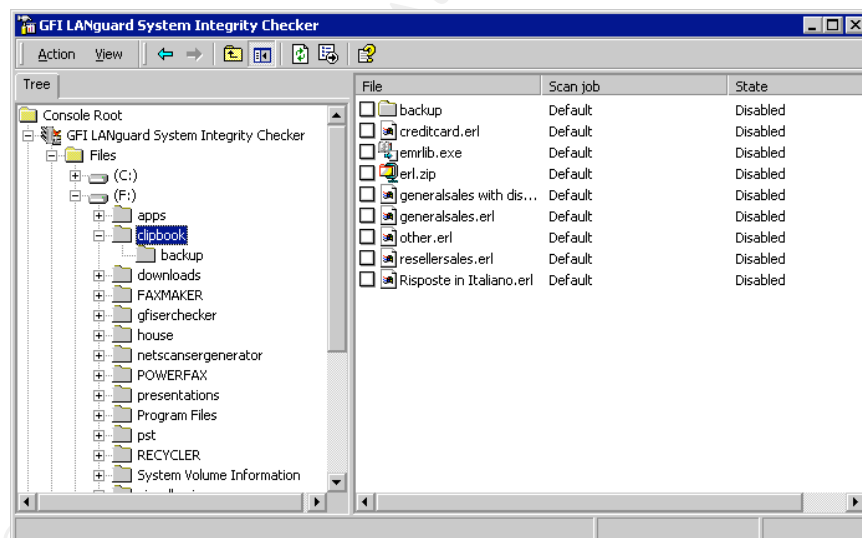 GFI LANguard System Integrity Checker
Action View
Tree
Console Root
GFI LANguard System Integrity Checker
Files
(C:)
(F:)
apps
clipbook
backup
downloads
FAXMAKER
gfiserchecker
house
netscansergenerator
POWERFAX
presentations
Program Files
pst
RECYCLER
System Volume Information
File Scan job State
backup Default Disabled
creditcard.erl Default Disabled
emrlib.exe Default Disabled
erl.zip Default Disabled
generalsales with dis... Default Disabled
generalsales.erl Default Disabled
other.erl Default Disabled
resellersales.erl Default Disabled
Risposte in Italiano.erl Default Disabled